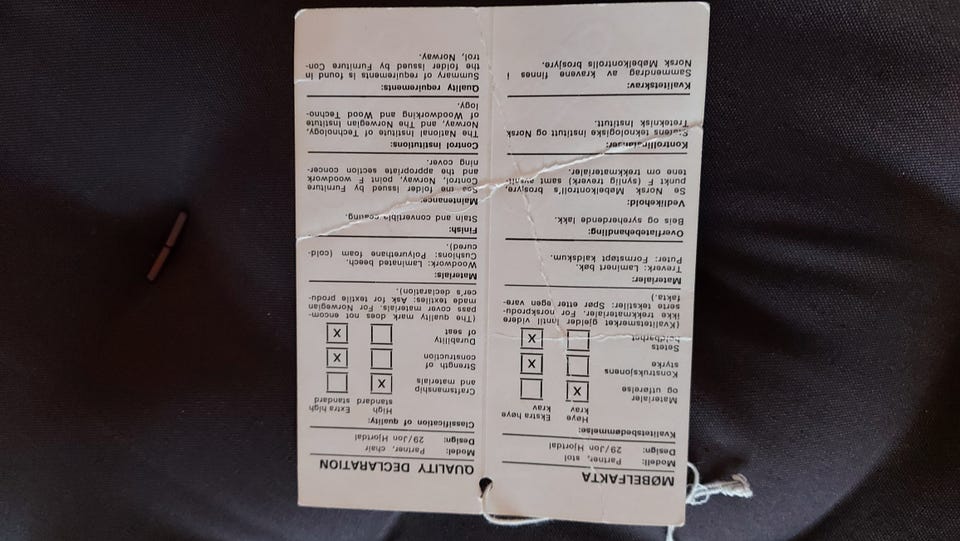 MØBELFAKTA
Modell: Partner, stol
Design: 29/Jon Hjortdal
Kvalitetsbedømmelse:
Høye krav
Ekstra høye krav
Materialer og utførelse X
Konstruksjonens styrke X
Setets holdbarhet X
(Kvalitetsmerket gjelder inntil videre
ikke trekkmaterialer. For norskprodu-
serte tekstiler: Spør etter egen vare-
fakta.)
Materialer:
Treverk: Laminert bøk.
Puter: Formstøpt kaldskum.
Overflatebehandling:
Beis og syreherdende lakk.
Vedlikehold:
Se Norsk Møbelkontroll's brosjyre,
punkt F (synlig treverk) samt avsnit-
tene om trekkmaterialer.
Kontrollinstanser:
Statens teknologiske institutt og Norsk
Treteknisk Institutt.
Kvalitetskrav:
Sammendrag av kravene finnes i
Norsk Møbelkontrolls brosjyre.
QUALITY DECLARATION
Model: Partner, chair
Design: 29/Jon Hjortdal
Classification of quality:
High standard
Extra high standard
Craftsmanship and materials X
Strength of construction X
Durability of seat X
(The quality mark does not encom-
pass cover materials. For Norwegian
made textiles: Ask for textile produ-
cer's declaration).
Materials:
Woodwork: Laminated beech.
Cushions: Polyurethane foam (cold-
cured).
Finish:
Stain and convertible coating.
Maintenance:
See the folder issued by Furniture
Control, Norway, point F woodwork
and the appropriate section concer-
ning cover.
Control institutions:
The National Institute of Technology,
Norway, and The Norwegian Institute
of Woodworking and Wood Techno-
logy.
Quality requirements:
Summary of requirements is found in
the folder issued by Furniture Con-
trol, Norway.